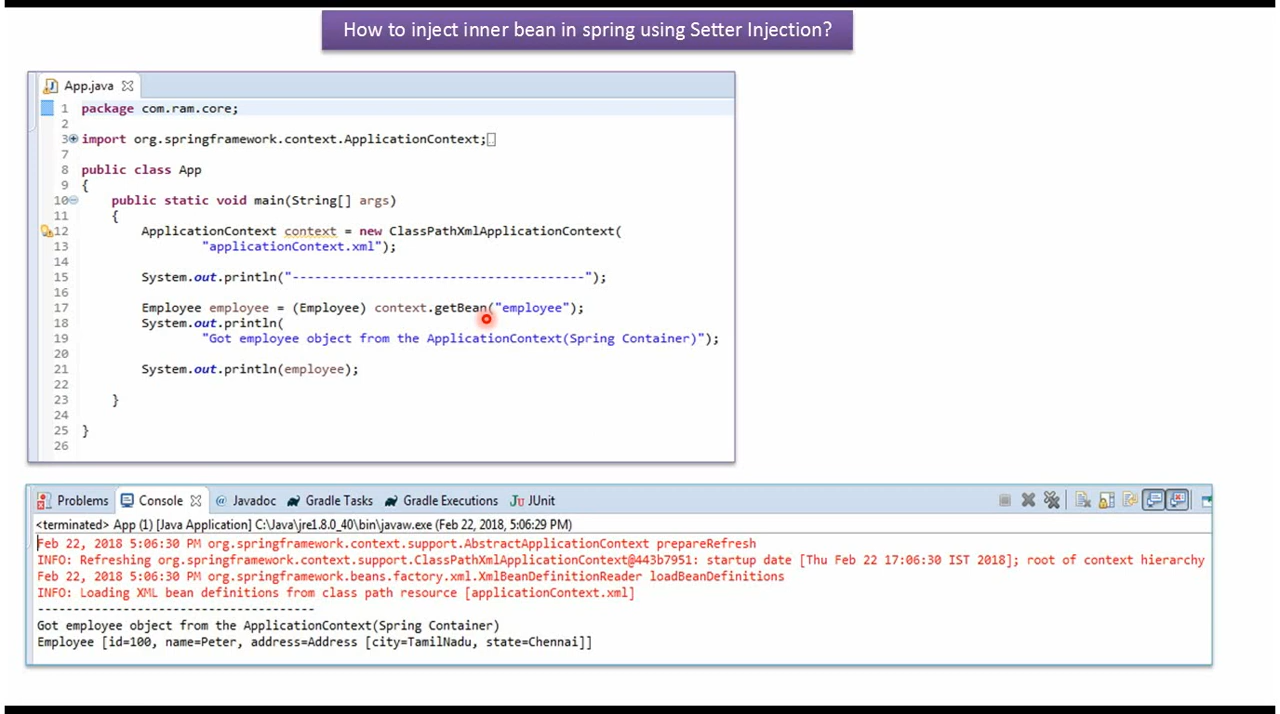 How to inject inner bean in spring using Setter Injection?
App.java
1 package com.ram.core;
2
3 import org.springframework.context.ApplicationContext;
7
8 public class App
9 {
10 public static void main(String[] args)
11 {
12 ApplicationContext context = new ClassPathXmlApplicationContext(
13 "applicationContext.xml");
14
15 System.out.println("---------------------------------------");
16
17 Employee employee = (Employee) context.getBean("employee");
18 System.out.println(
19 "Got employee object from the ApplicationContext(Spring Container)");
20
21 System.out.println(employee);
22
23 }
24
25 }
26
Problems Console @ Javadoc Gradle Tasks Gradle Executions JUnit
<terminated> App (1) [Java Application] C:\Java\jre1.8.0_40\bin\javaw.exe (Feb 22, 2018, 5:06:29 PM)
Feb 22, 2018 5:06:30 PM org.springframework.context.support.AbstractApplicationContext prepareRefresh
INFO: Refreshing org.springframework.context.support.ClassPathXmlApplicationContext@443b7951: startup date [Thu Feb 22 17:06:30 IST 2018]; root of context hierarchy
Feb 22, 2018 5:06:30 PM org.springframework.beans.factory.xml.XmlBeanDefinitionReader loadBeanDefinitions
INFO: Loading XML bean definitions from class path resource [applicationContext.xml]
---------------------------------------
Got employee object from the ApplicationContext(Spring Container)
Employee [id=100, name=Peter, address=Address [city=TamilNadu, state=Chennai]]